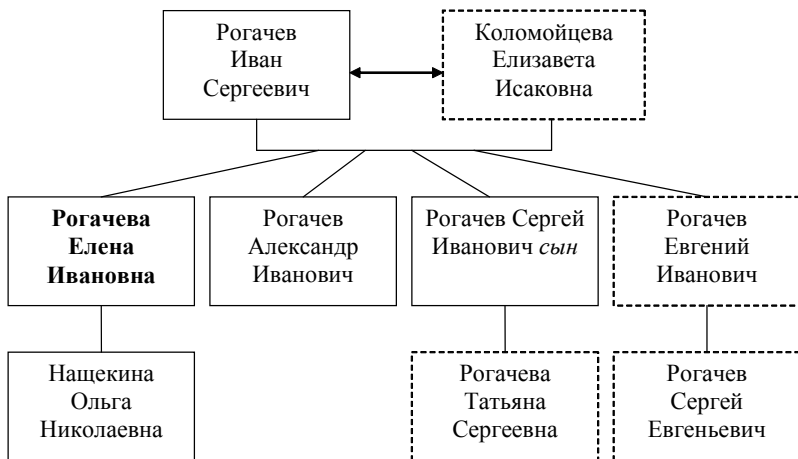 Рогачев
Иван
Сергеевич
Коломойцева
Елизавета
Исаковна
Рогачева
Елена
Ивановна
Рогачев
Александр
Иванович
Рогачев Сергей
Иванович сын
Рогачев
Евгений
Иванович
Нащекина
Ольга
Николаевна
Рогачева
Татьяна
Сергеевна
Рогачев
Сергей
Евгеньевич